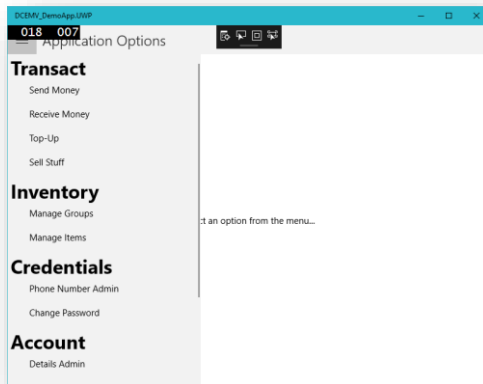 DCEMV_DemoApp.UWP
018 007
Application Options
Transact
Send Money
Receive Money
Top-Up
Sell Stuff
Inventory
Manage Groups
Manage Items
ct an option from the menu...
Credentials
Phone Number Admin
Change Password
Account
Details Admin